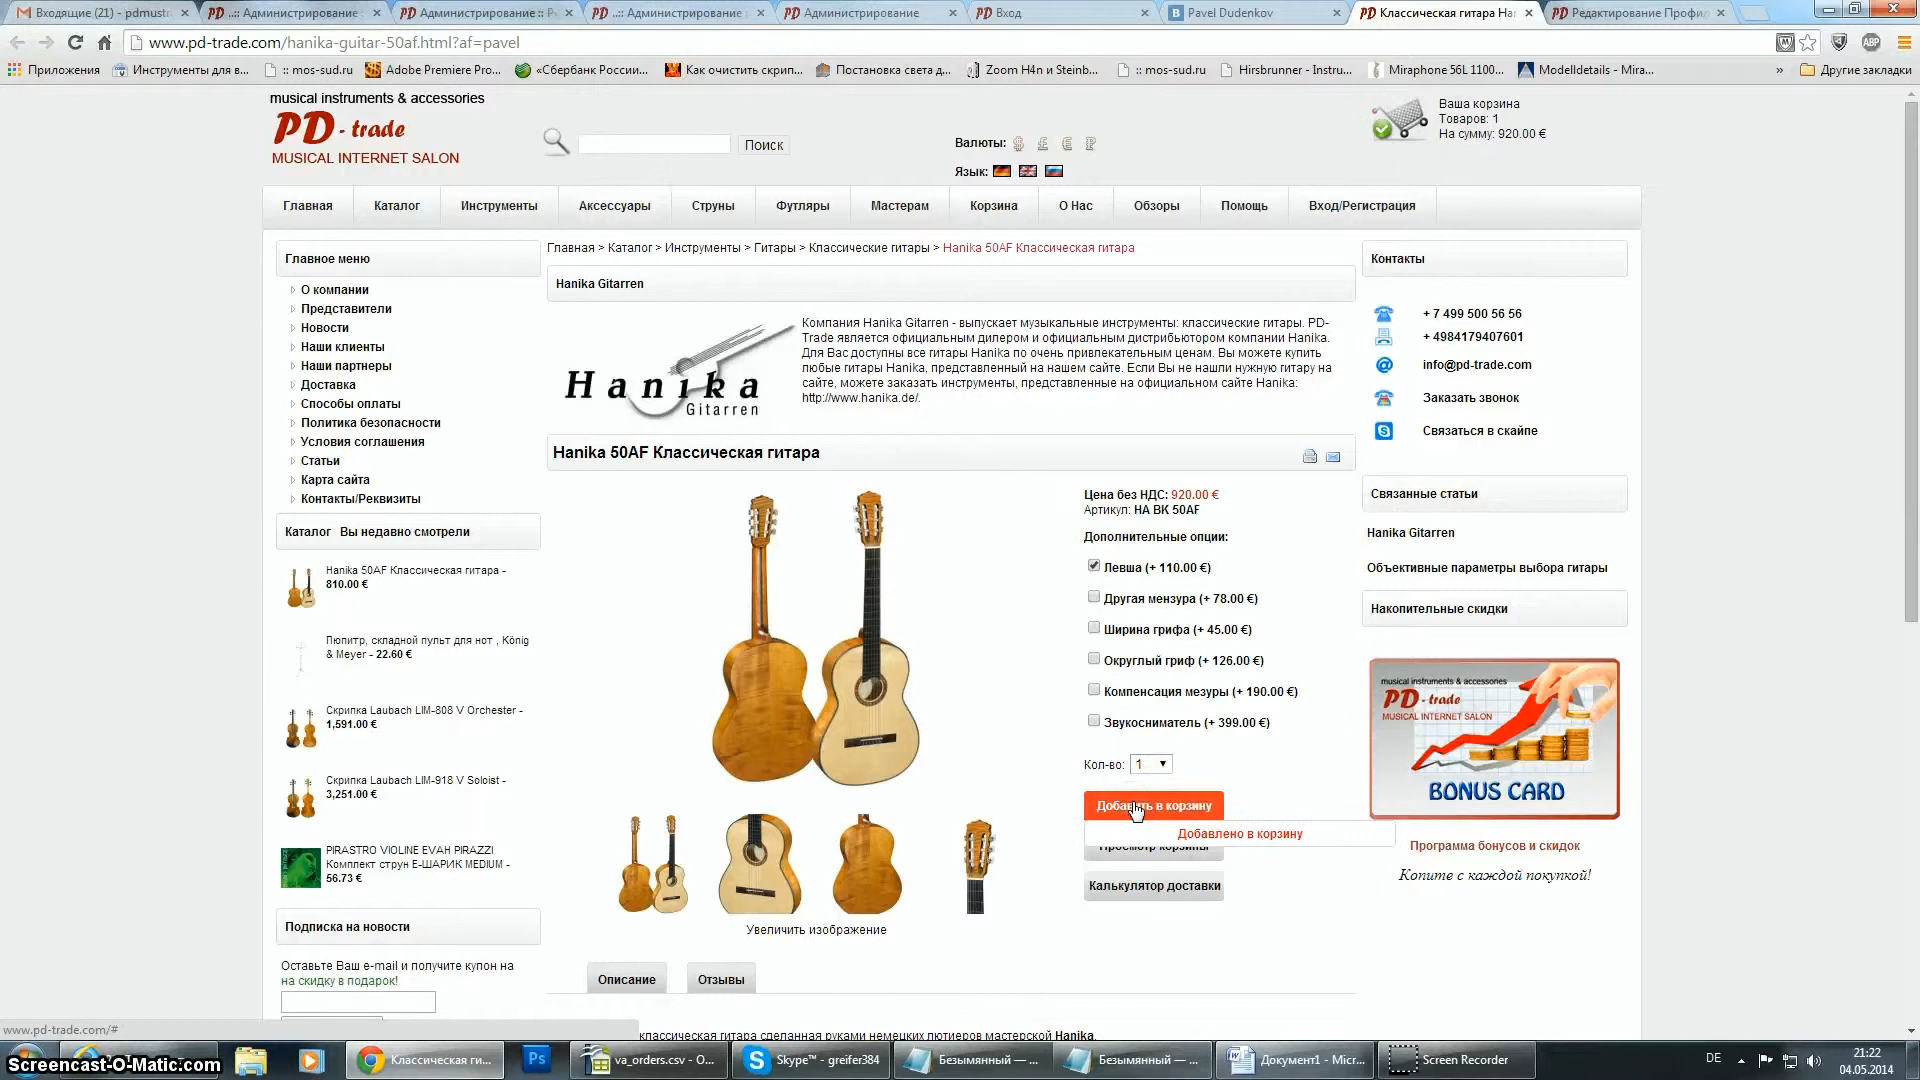 Входящие (21) - pdmust
..:: Администрирование
Администрирование :: P
..:: Администрирование
Администрирование
Вход
Pavel Dudenkov
Классическая гитара Han
Редактирование Профил
www.pd-trade.com/hanika-guitar-50af.html?af=pavel
Приложения
Инструменты для в...
:: mos-sud.ru
Adobe Premiere Pro...
«Сбербанк России...
Как очистить скрип...
Постановка света д...
Zoom H4n и Steinb...
:: mos-sud.ru
Hirsbrunner - Instru...
Miraphone 56L 1100...
Modelldetails - Mira...
»
Другие закладки
musical instruments & accessories
PD - trade
MUSICAL INTERNET SALON
Поиск
Валюты: $ £ € ₽
Язык:
Ваша корзина
Товаров: 1
На сумму: 920.00 €
Главная
Каталог
Инструменты
Аксессуары
Струны
Футляры
Мастерам
Корзина
О Нас
Обзоры
Помощь
Вход/Регистрация
Главное меню
О компании
Представители
Новости
Наши клиенты
Наши партнеры
Доставка
Способы оплаты
Политика безопасности
Условия соглашения
Статьи
Карта сайта
Контакты/Реквизиты
Каталог Вы недавно смотрели
Hanika 50AF Классическая гитара -
810.00 €
Пюпитр, складной пульт для нот , König
& Meyer - 22.60 €
Скрипка Laubach LIM-808 V Orchester -
1,591.00 €
Скрипка Laubach LIM-918 V Soloist -
3,251.00 €
PIRASTRO VIOLINE EVAH PIRAZZI
Комплект струн E-ШАРИК MEDIUM -
56.73 €
Подписка на новости
Оставьте Ваш e-mail и получите купон на
на скидку в подарок!
Главная > Каталог > Инструменты > Гитары > Классические гитары > Hanika 50AF Классическая гитара
Hanika Gitarren
Hanika
Gitarren
Компания Hanika Gitarren - выпускает музыкальные инструменты: классические гитары. PD-
Trade является официальным дилером и официальным дистрибьютором компании Hanika.
Для Вас доступны все гитары Hanika по очень привлекательным ценам. Вы можете купить
любые гитары Hanika, представленный на нашем сайте. Если Вы не нашли нужную гитару на
сайте, можете заказать инструменты, представленные на официальном сайте Hanika:
http://www.hanika.de/.
Hanika 50AF Классическая гитара
Цена без НДС: 920.00 €
Артикул: HA BK 50AF
Дополнительные опции:
Левша (+ 110.00 €)
Другая мензура (+ 78.00 €)
Ширина грифа (+ 45.00 €)
Округлый гриф (+ 126.00 €)
Компенсация мезуры (+ 190.00 €)
Звукосниматель (+ 399.00 €)
Кол-во: 1
Добавить в корзину
Добавлено в корзину
Просмотр корзины
Калькулятор доставки
Увеличить изображение
Описание
Отзывы
классическая гитара сделанная руками немецких лютиеров мастерской Hanika.
Контакты
+ 7 499 500 56 56
+ 4984179407601
info@pd-trade.com
Заказать звонок
Связаться в скайпе
Связанные статьи
Hanika Gitarren
Объективные параметры выбора гитары
Накопительные скидки
musical instruments & accessories
PD - trade
MUSICAL INTERNET SALON
BONUS CARD
Программа бонусов и скидок
Копите с каждой покупкой!
www.pd-trade.com/#
Screencast-O-Matic.com
Классическая ги...
Ps
va_orders.csv - O...
Skype™ - greifer384
Безымянный — ...
Безымянный — ...
Документ1 - Micr...
Screen Recorder
DE
21:22
04.05.2014